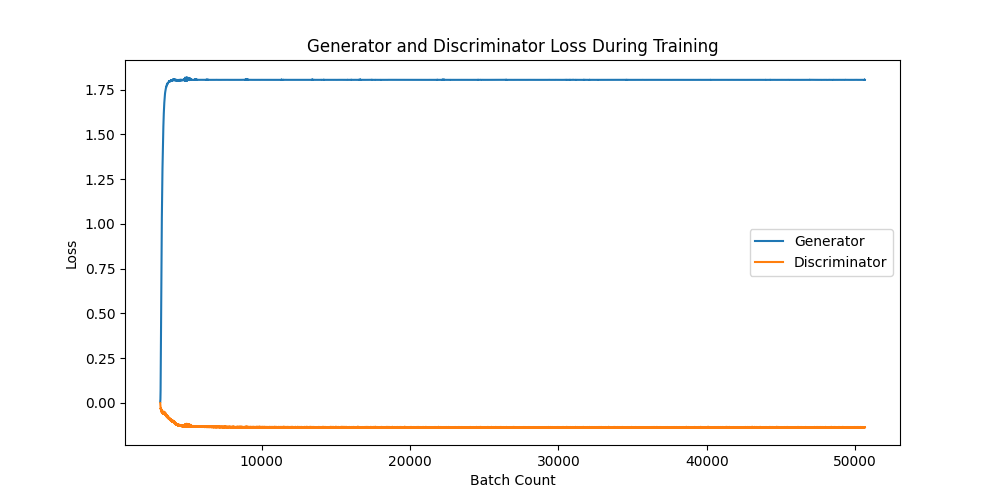 Generator and Discriminator Loss During Training
1.75
1.50
1.25
1.00
0.75
0.50
0.25
0.00
Loss
Generator
Discriminator
10000 20000 30000 40000 50000
Batch Count